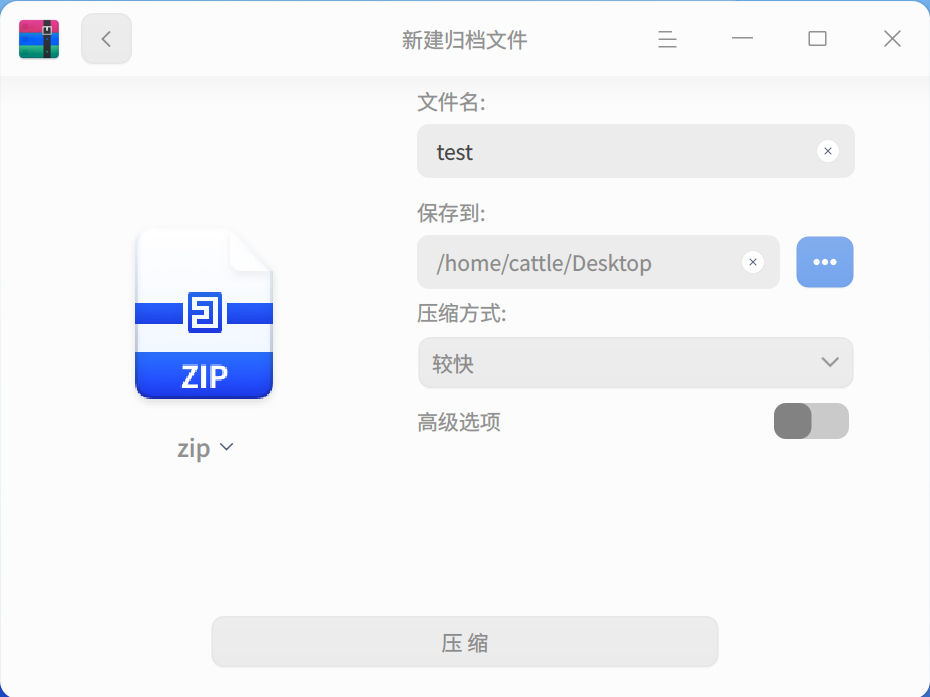 新建归档文件
文件名:
test
保存到:
/home/cattle/Desktop
压缩方式:
较快
高级选项
ZIP
zip
压 缩